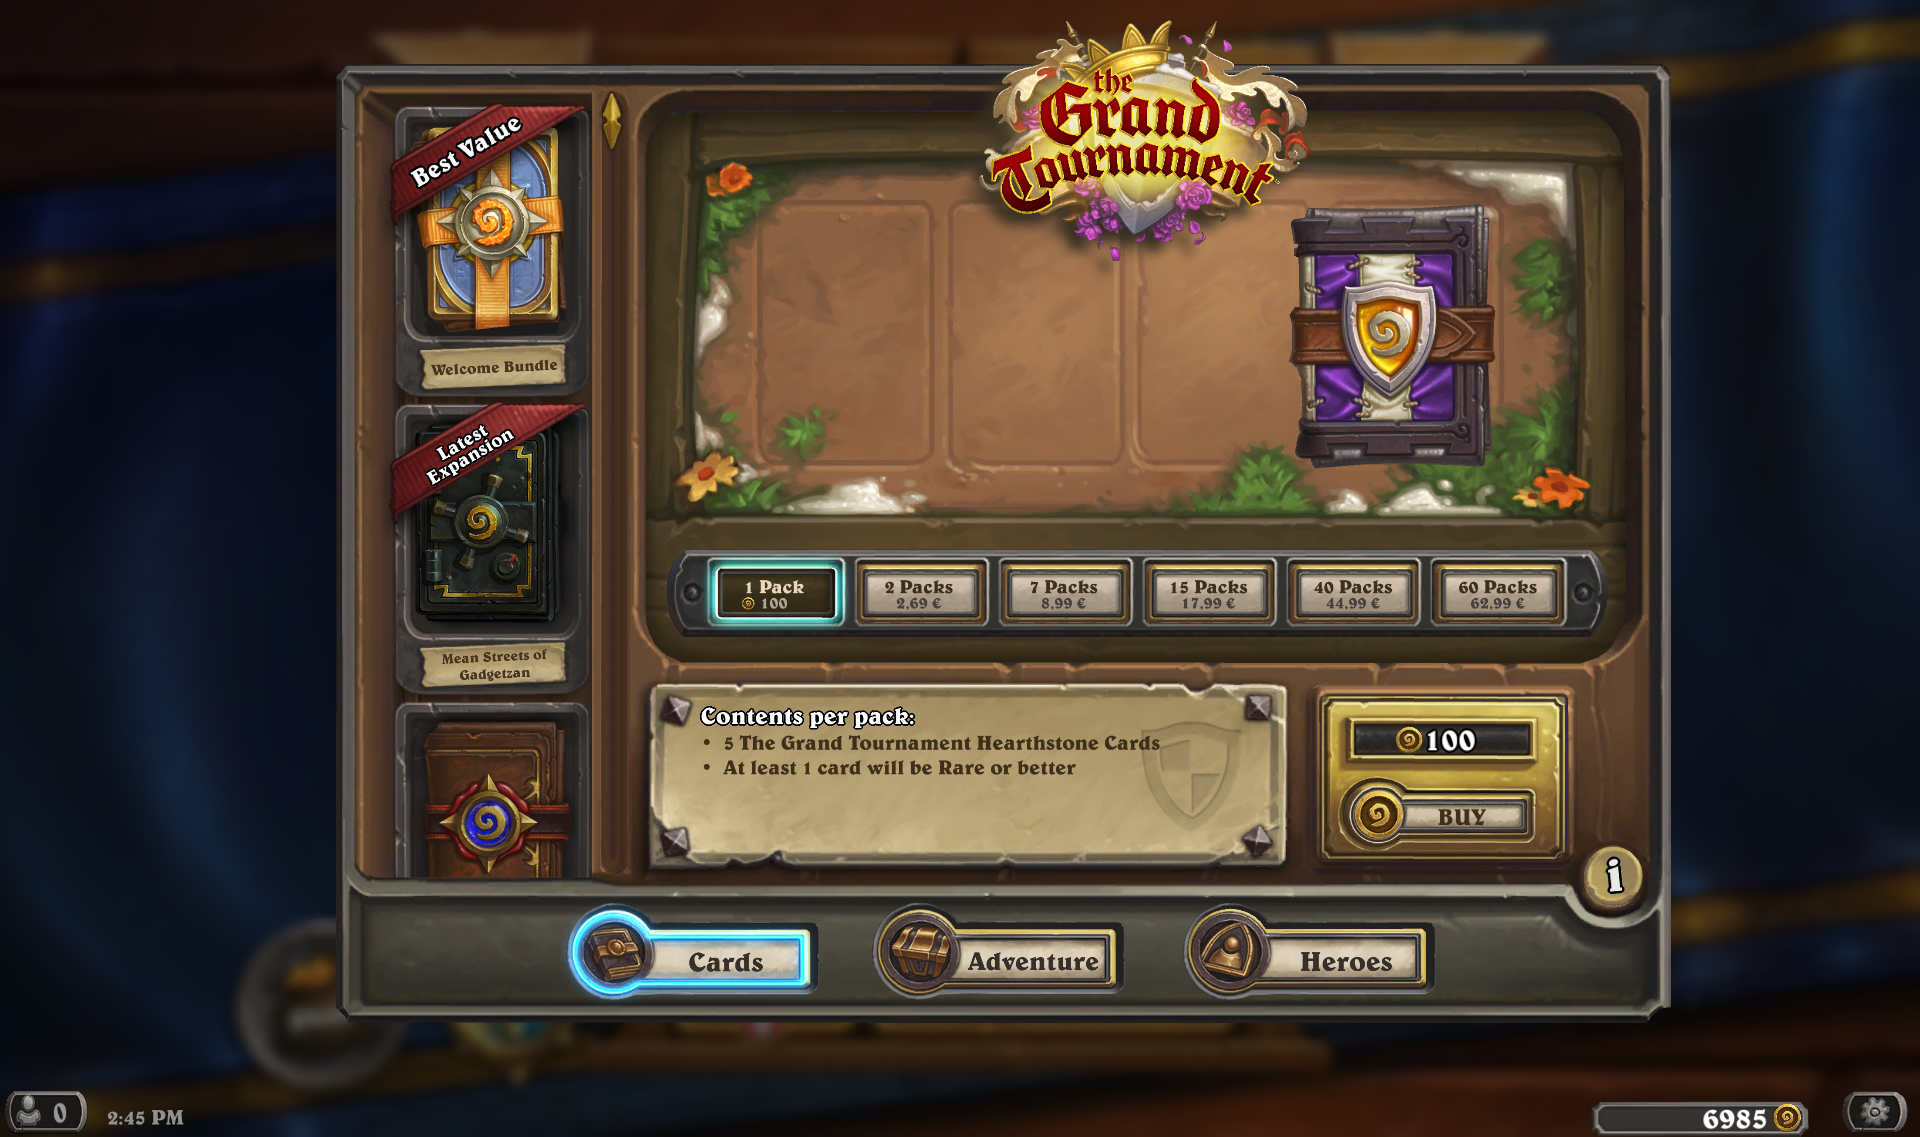 the
Grand
Tournament
Best Value
Welcome Bundle
Latest
Expansion
Mean Streets of
Gadgetzan
1 Pack
100
2 Packs
2,69 €
7 Packs
8,99 €
15 Packs
17,99 €
40 Packs
44,99 €
60 Packs
62,99 €
Contents per pack:
• 5 The Grand Tournament Hearthstone Cards
• At least 1 card will be Rare or better
100
BUY
i
Cards
Adventure
Heroes
0
2:45 PM
6985